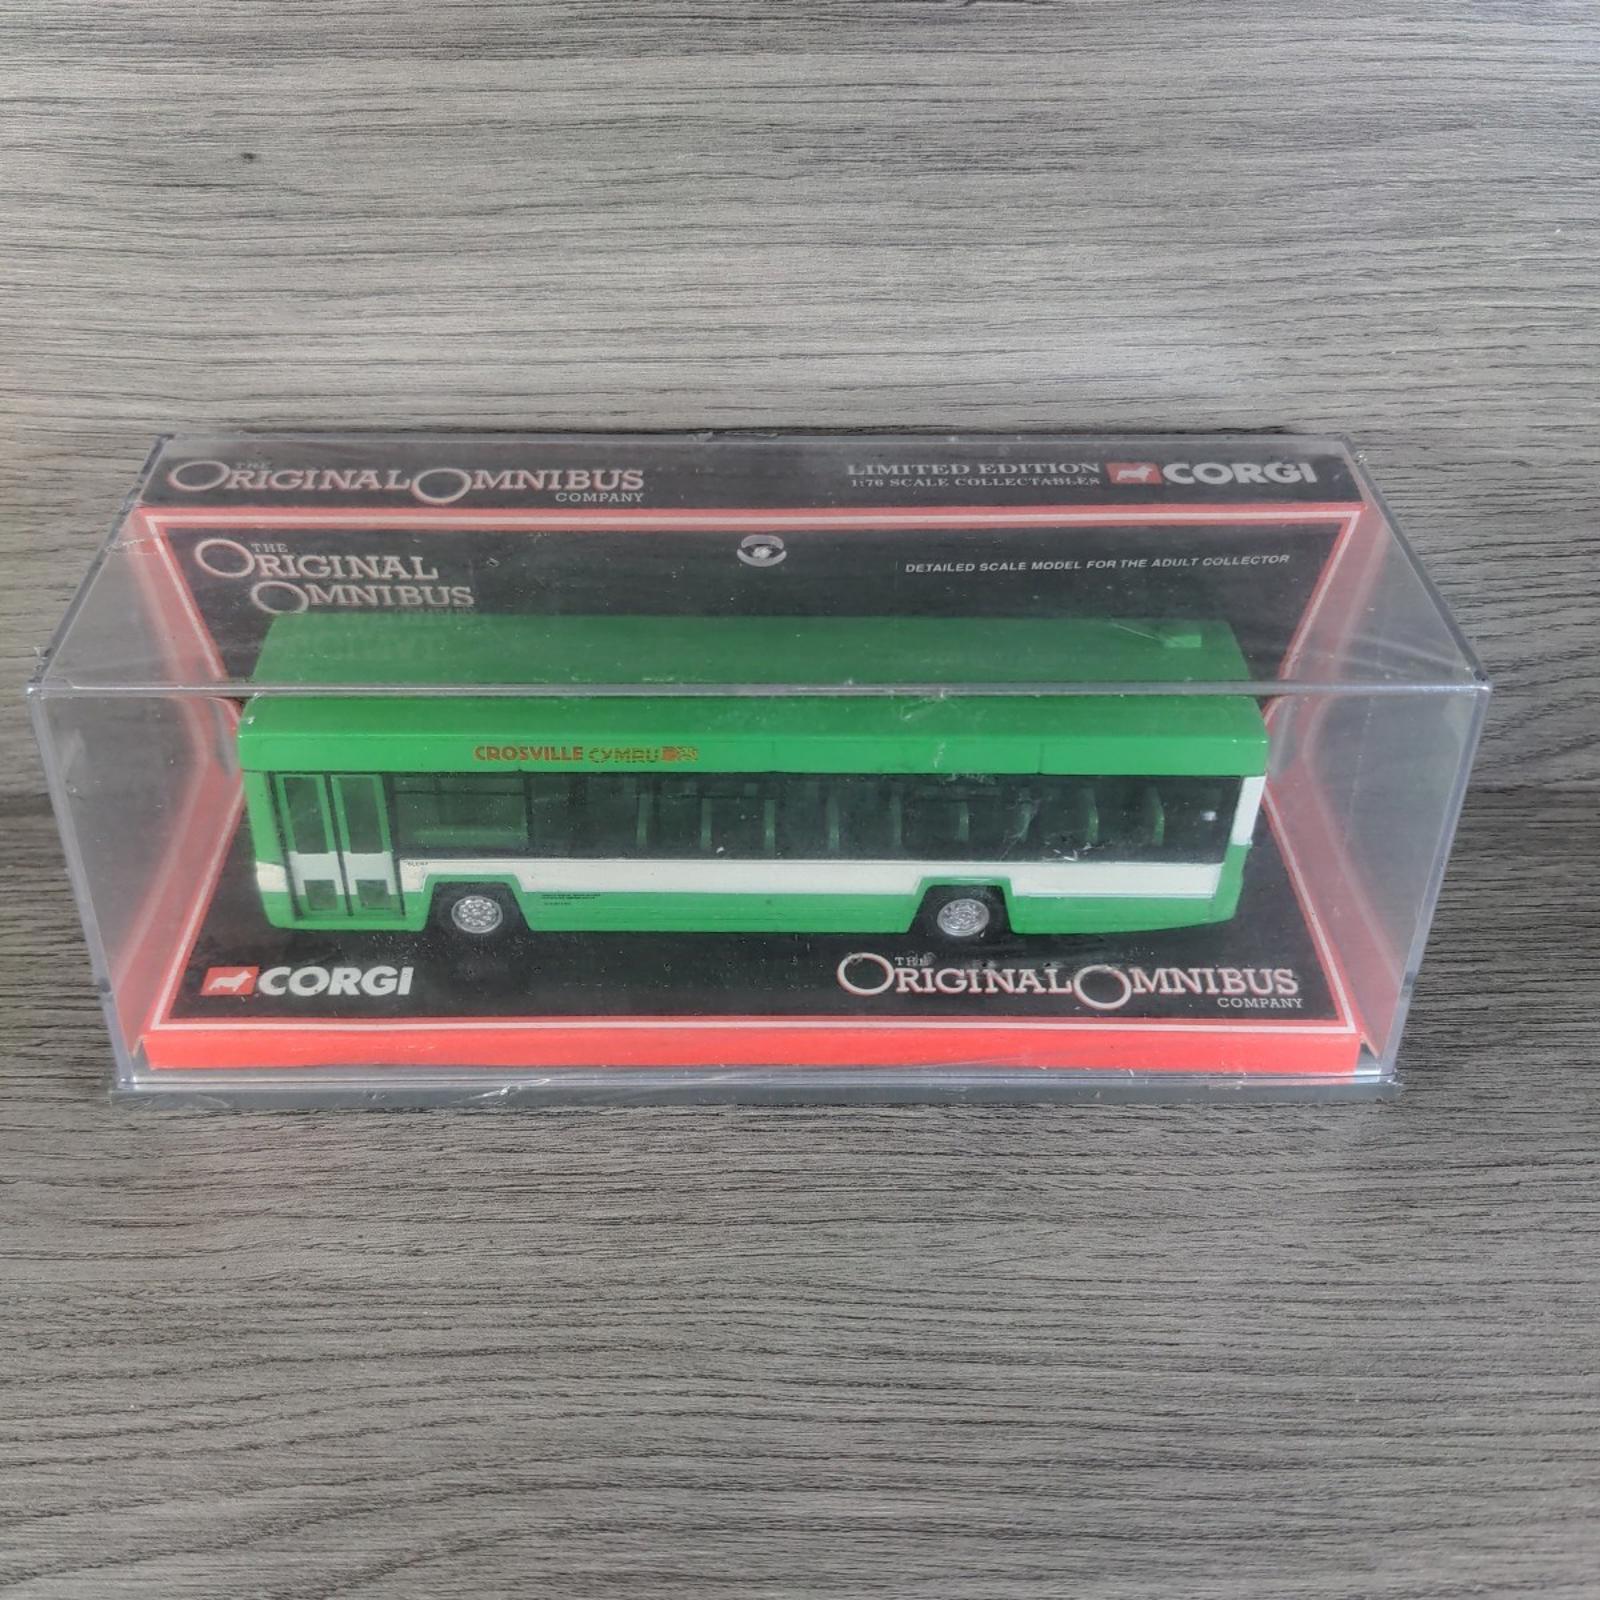 THE
ORIGINAL OMNIBUS
COMPANY
LIMITED EDITION
1:76 SCALE COLLECTABLES
CORGI
THE
ORIGINAL
OMNIBUS
DETAILED SCALE MODEL FOR THE ADULT COLLECTOR
CROSVILLE CYMRU
CORGI
THE
ORIGINAL OMNIBUS
COMPANY